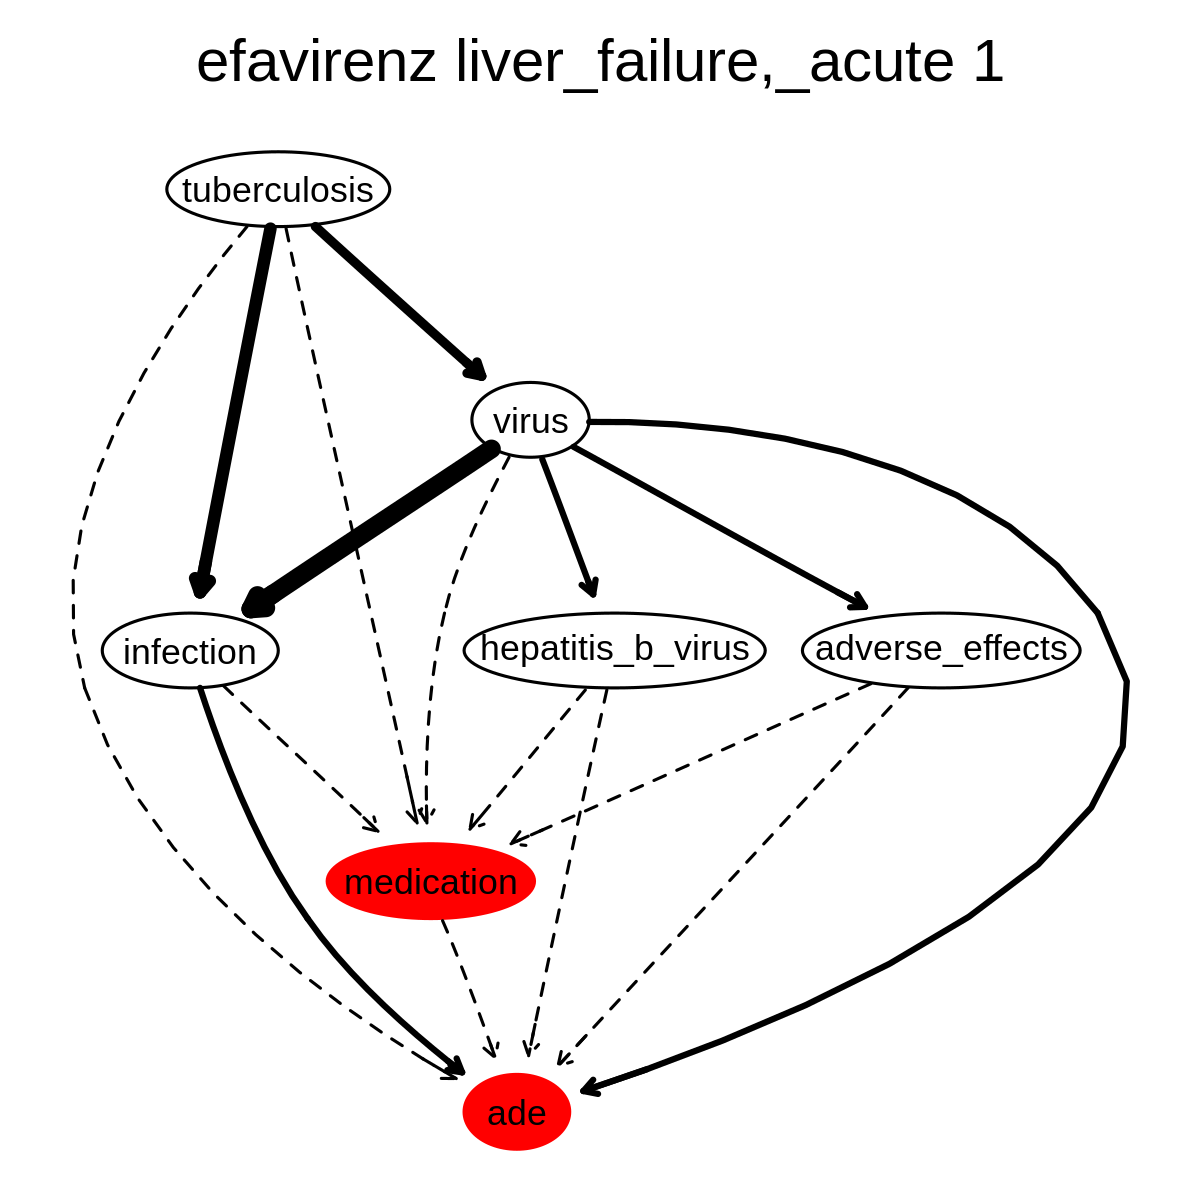 efavirenz liver_failure,_acute 1
tuberculosis
virus
infection
hepatitis_b_virus
adverse_effects
medication
ade